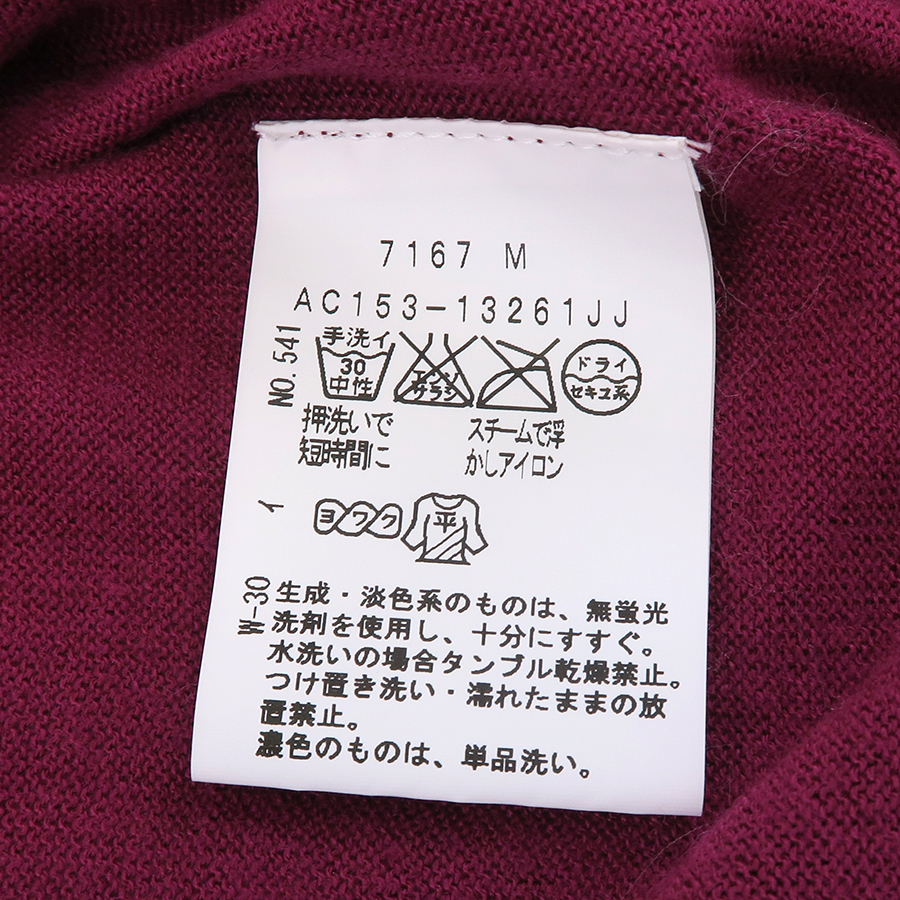 7167 M
AC153-13261JJ
NO.541
手洗イ
30
中性
エンソ
サラシ
ドライ
セキユ系
押洗いで
短時間に
スチームで浮
かしアイロン
イ
ヨワク
平
W-30
生成・淡色系のものは、無蛍光
洗剤を使用し、十分にすすぐ。
水洗いの場合タンブル乾燥禁止。
つけ置き洗い・濡れたままの放
置禁止。
濃色のものは、単品洗い。